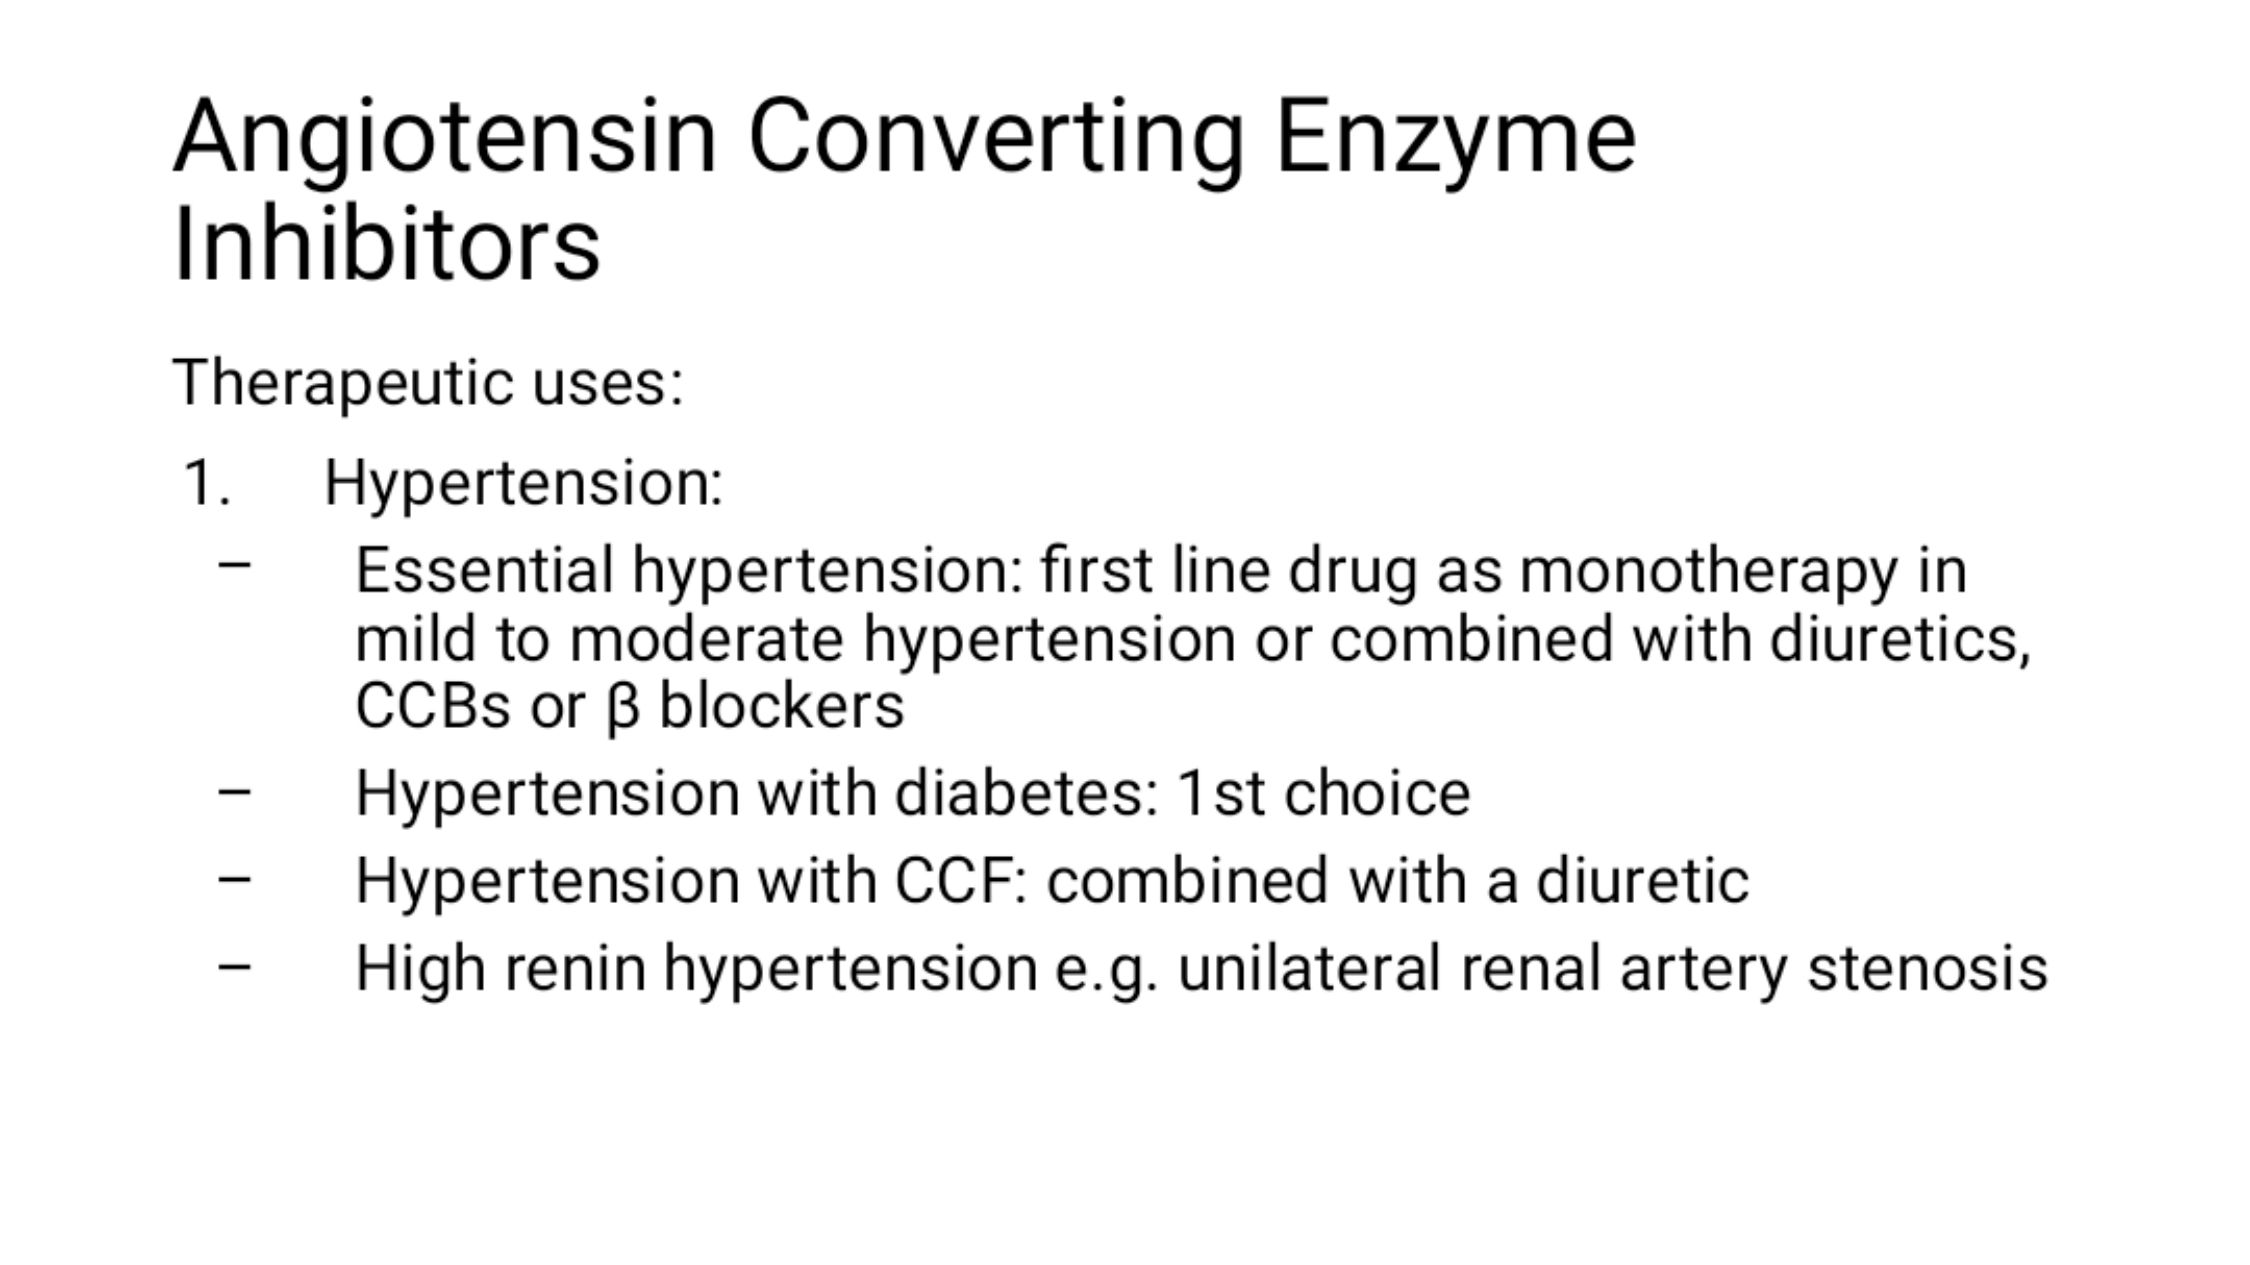 Angiotensin Converting Enzyme
Inhibitors
Therapeutic uses:
1. Hypertension:
– Essential hypertension: first line drug as monotherapy in
mild to moderate hypertension or combined with diuretics,
CCBs or β blockers
– Hypertension with diabetes: 1st choice
– Hypertension with CCF: combined with a diuretic
– High renin hypertension e.g. unilateral renal artery stenosis